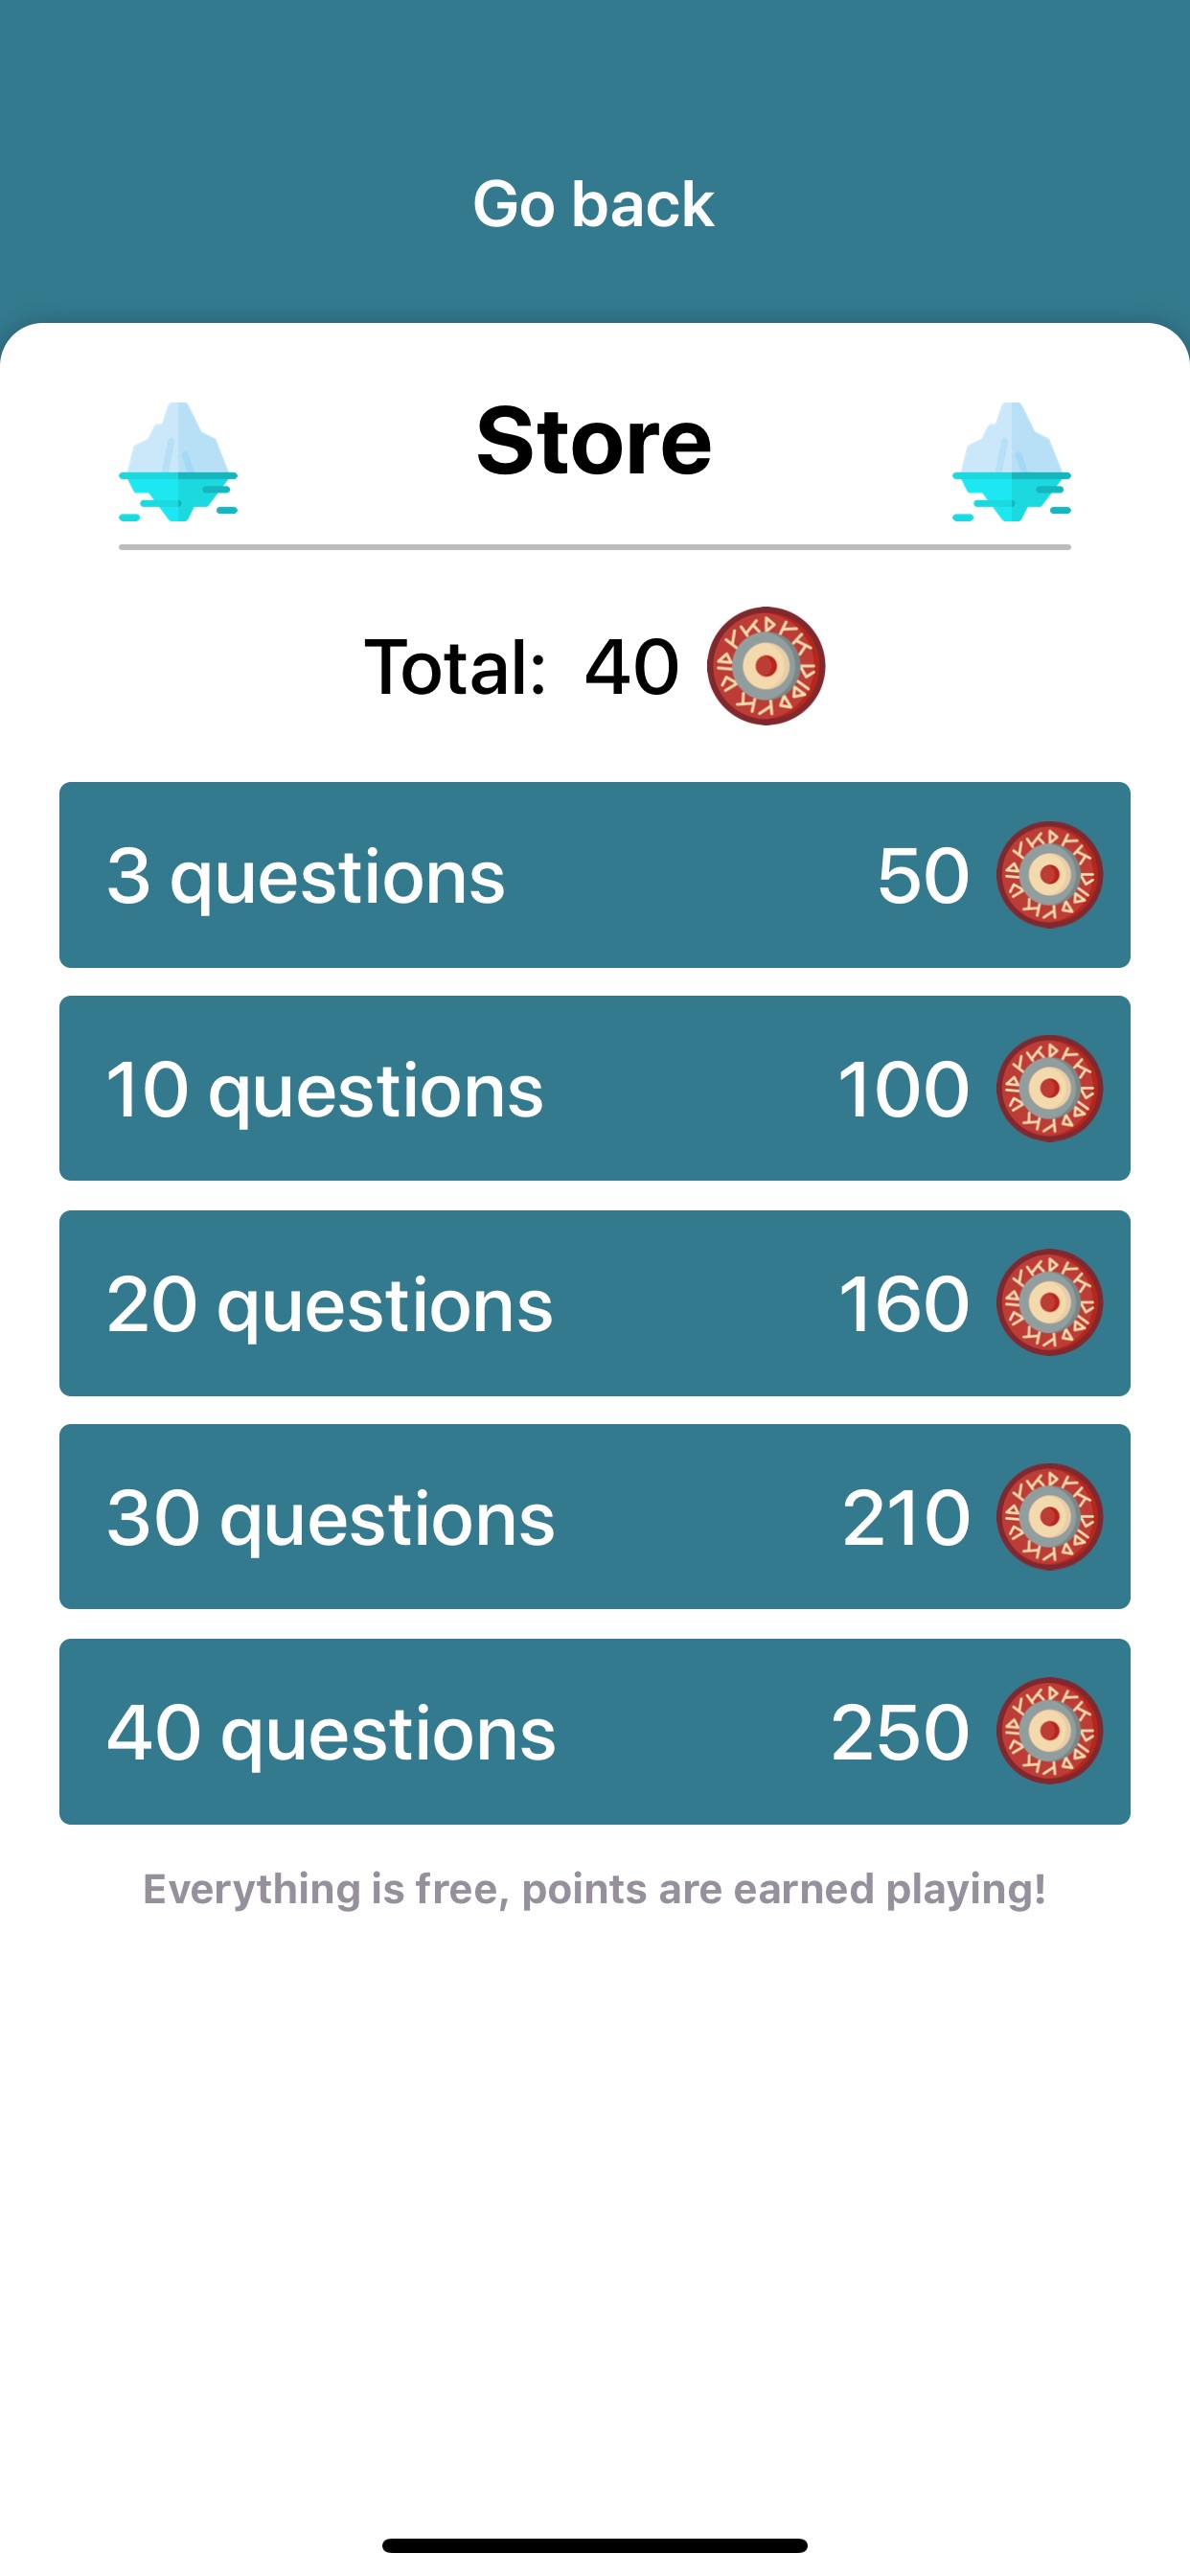 Go back
Store
Total: 40
3 questions 50
10 questions 100
20 questions 160
30 questions 210
40 questions 250
Everything is free, points are earned playing!